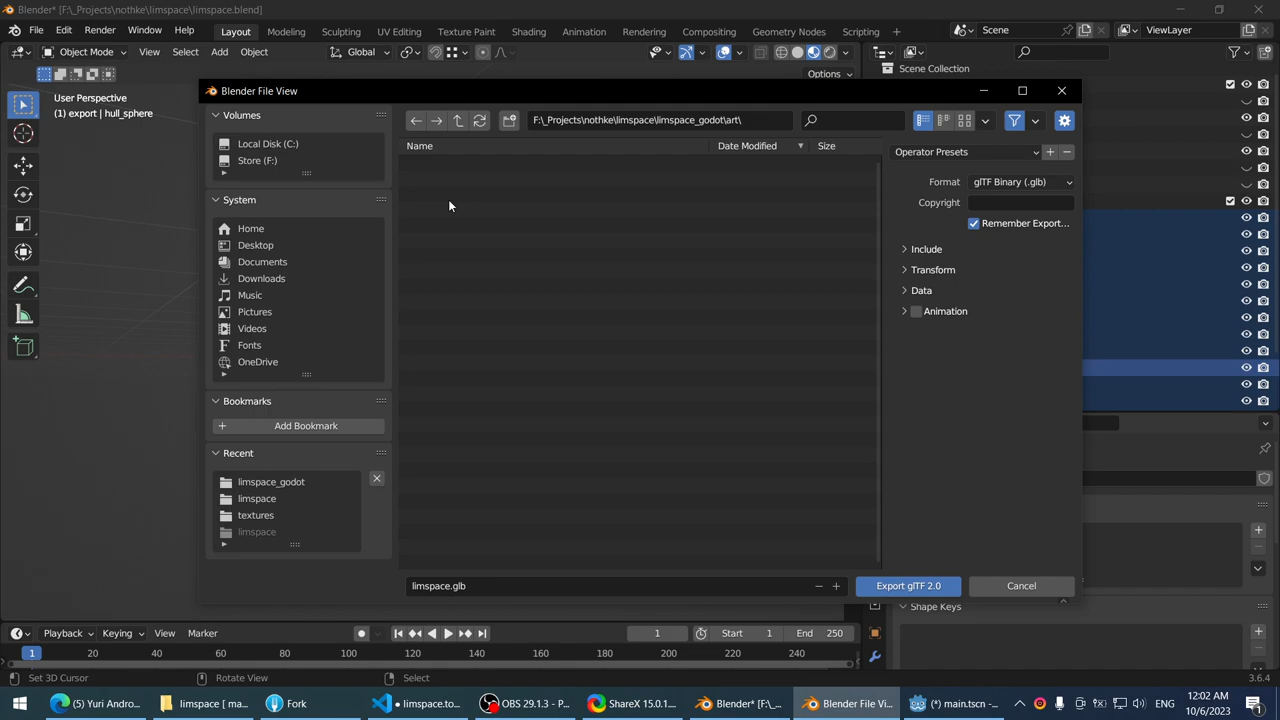 Blender* [F:\_Projects\nothke\limspace\limspace.blend]
File Edit Render Window Help Layout Modeling Sculpting UV Editing Texture Paint Shading Animation Rendering Compositing Geometry Nodes Scripting + Scene ViewLayer
Object Mode View Select Add Object Global
Options
Scene Collection
User Perspective
(1) export | hull_sphere
Blender File View
Volumes
Local Disk (C:)
Store (F:)
System
Home
Desktop
Documents
Downloads
Music
Pictures
Videos
Fonts
OneDrive
Bookmarks
+ Add Bookmark
Recent
limspace_godot
limspace
textures
limspace
F:\_Projects\nothke\limspace\limspace_godot\art\
Name Date Modified Size
limspace.glb
Operator Presets
Format glTF Binary (.glb)
Copyright
Remember Export...
Include
Transform
Data
Animation
Export glTF 2.0 Cancel
Shape Keys
Playback Keying View Marker 1 Start 1 End 250
1 20 40 60 80 100 120 140 160 180 200 220 240
Set 3D Cursor Rotate View Select 3.6.4
(5) Yuri Andro... limspace [ ma... Fork • limspace.to... OBS 29.1.3 – P... ShareX 15.0.1... Blender* [F:\_... Blender File Vi... (*) main.tscn - ...
12:02 AM
10/6/2023